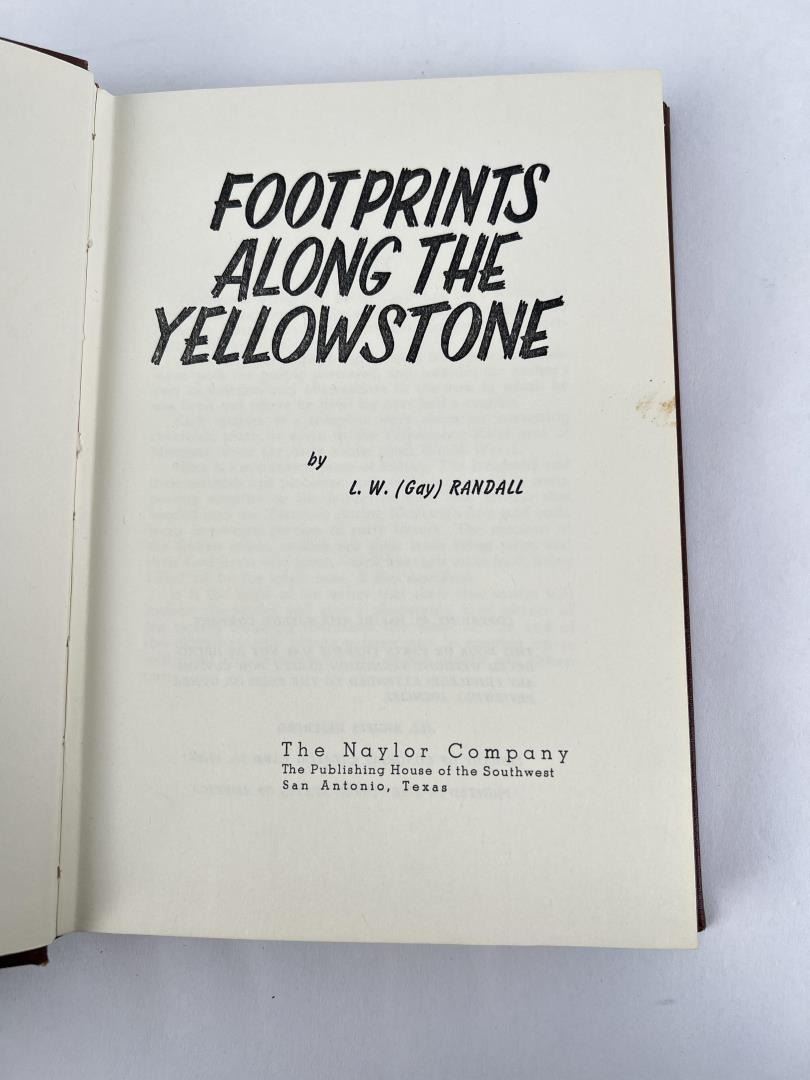 FOOTPRINTS
ALONG THE
YELLOWSTONE
by
L. W. (Gay) RANDALL
The Naylor Company
The Publishing House of the Southwest
San Antonio, Texas